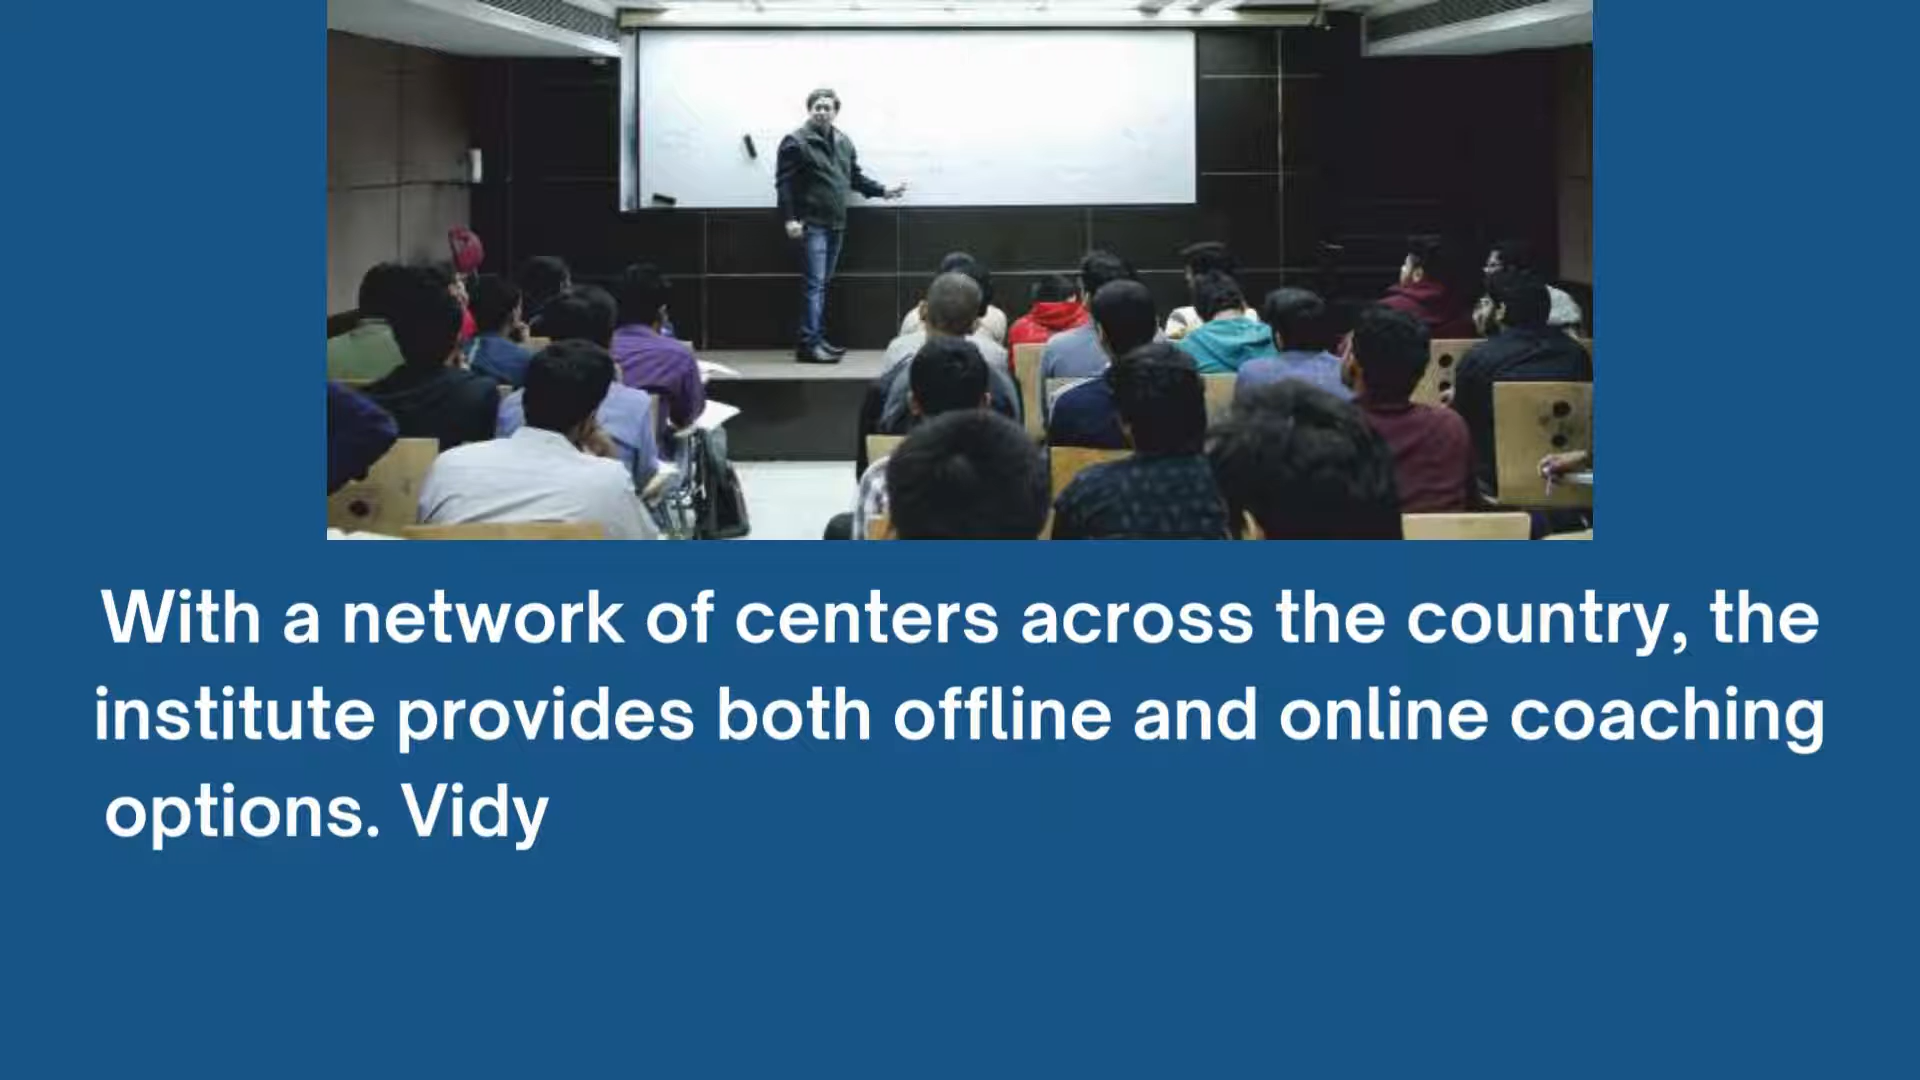 With a network of centers across the country, the
institute provides both offline and online coaching
options. Vidy